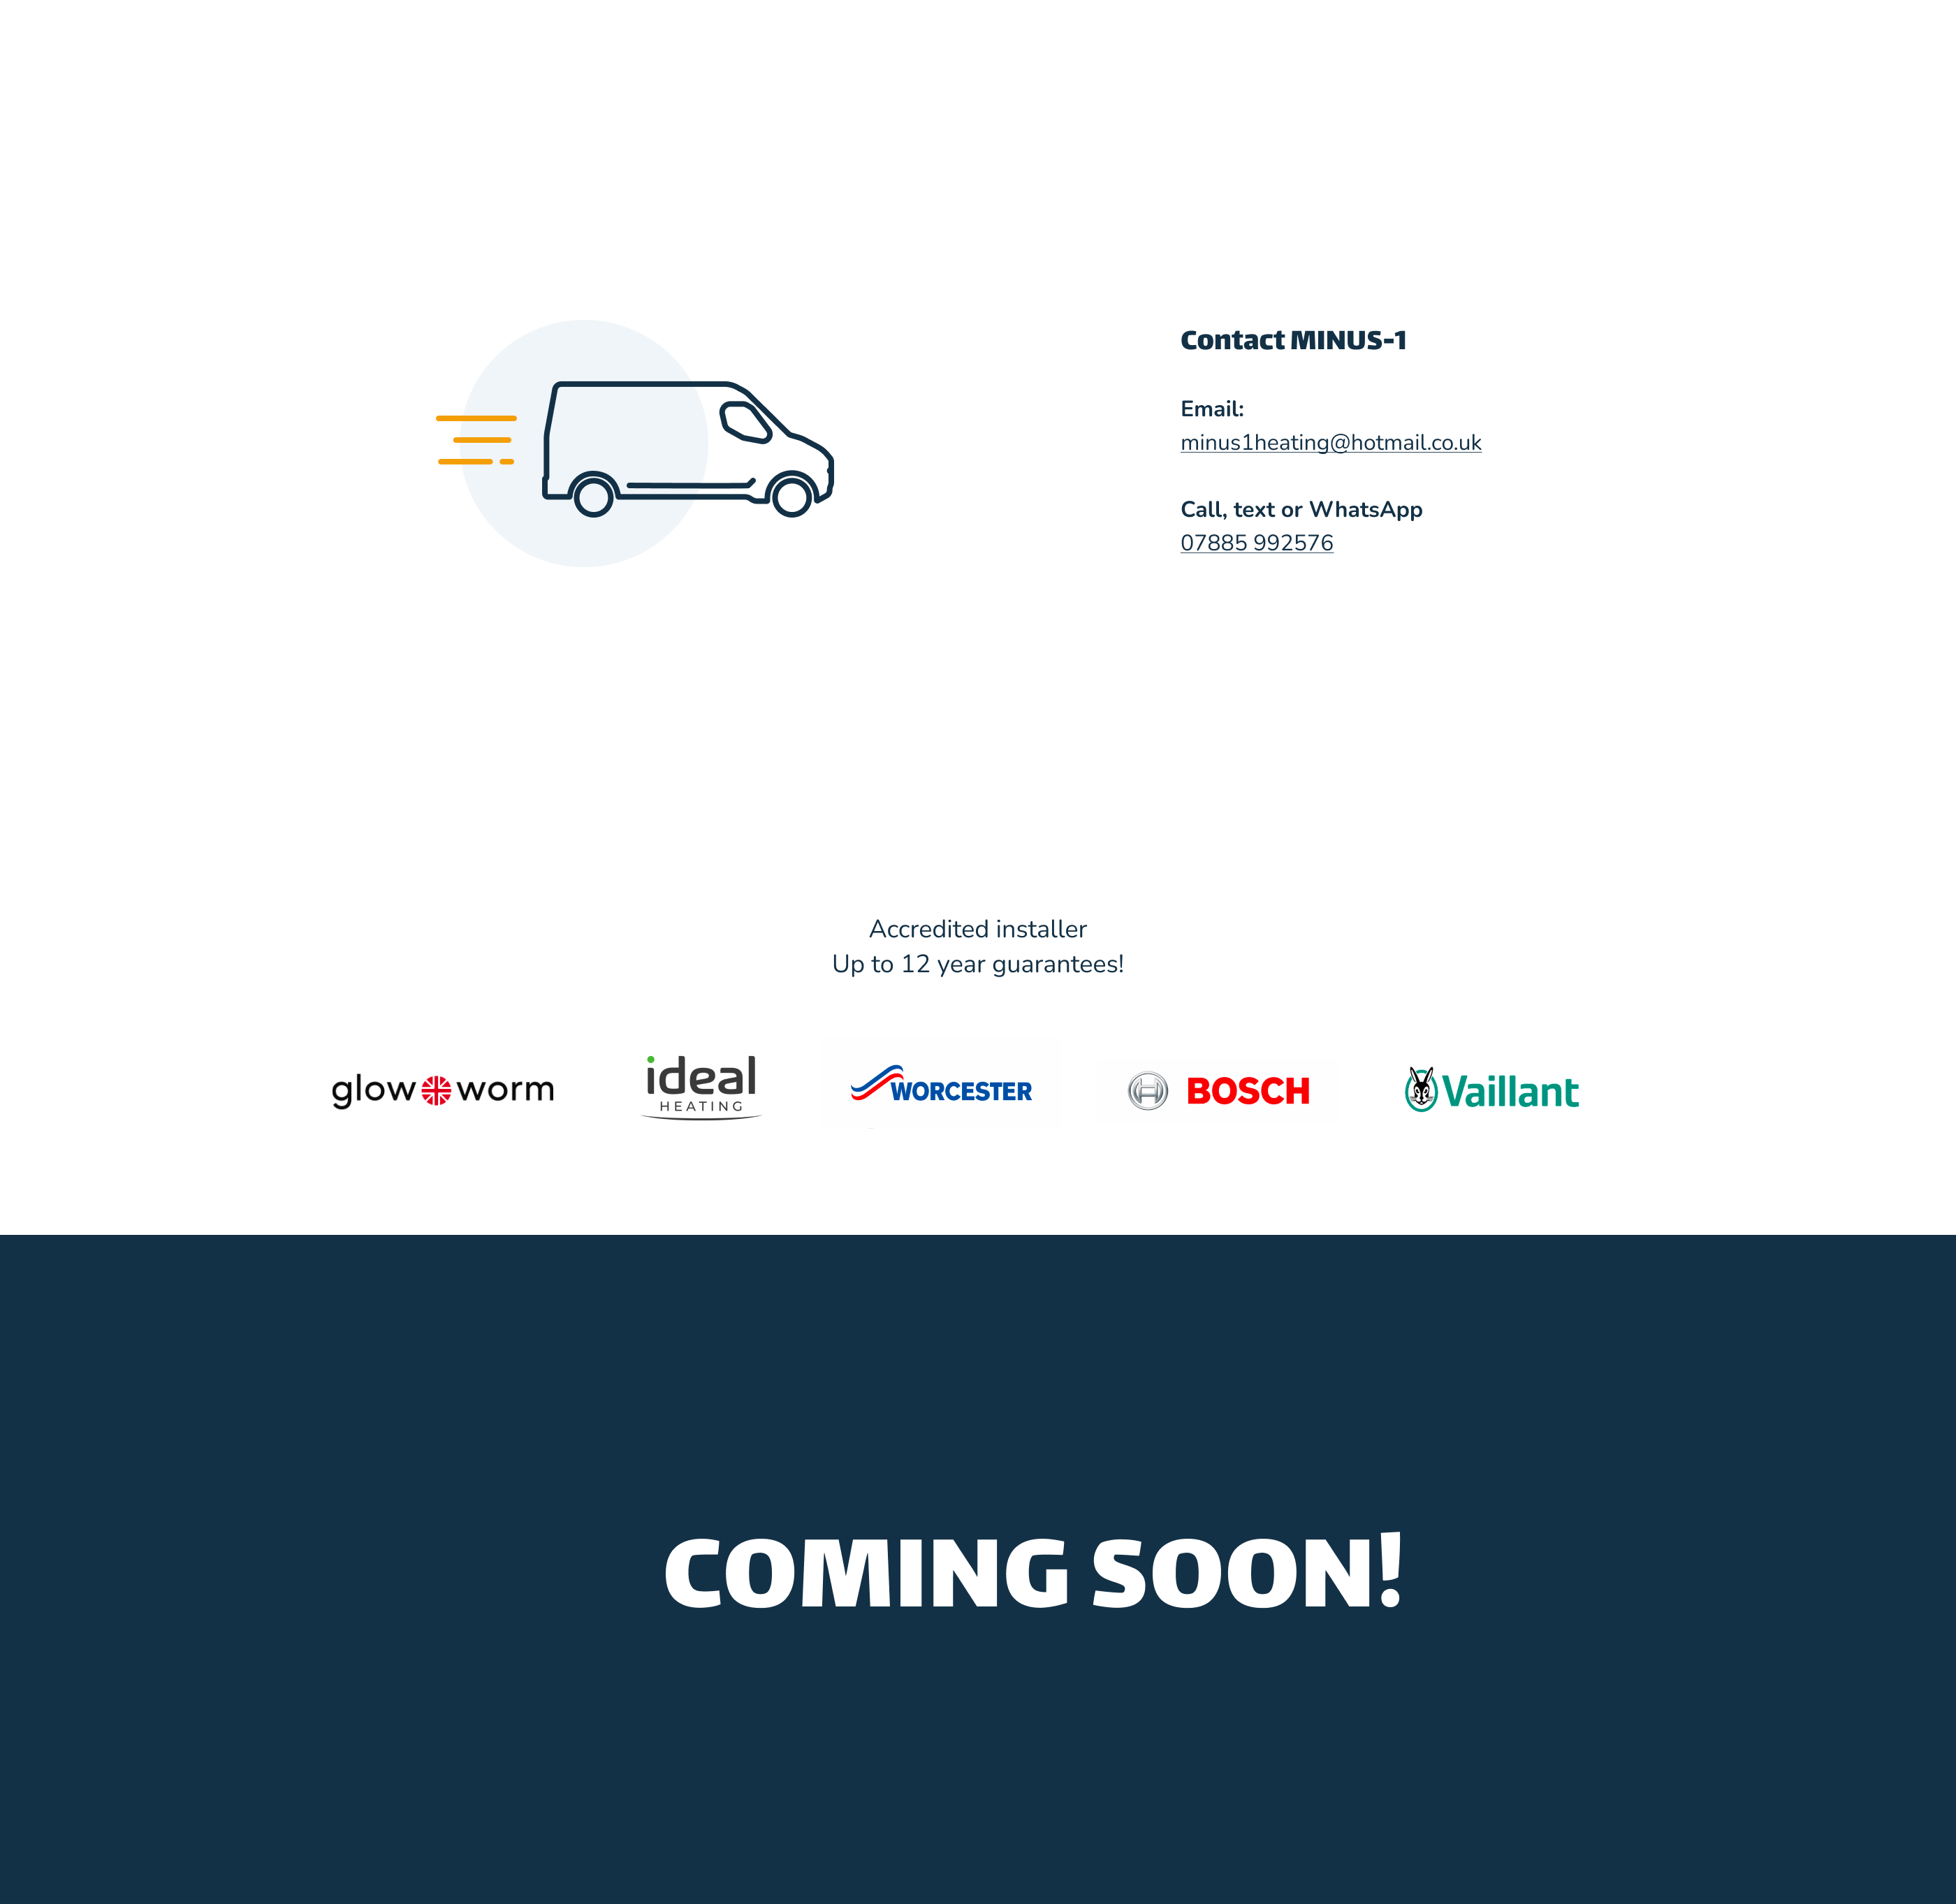 Contact MINUS-1
Email:
minus1heating@hotmail.co.uk
Call, text or WhatsApp
07885 992576
Accredited installer
Up to 12 year guarantees!
glow worm
ideal
HEATING
WORCESTER
BOSCH
Vaillant
COMING SOON!